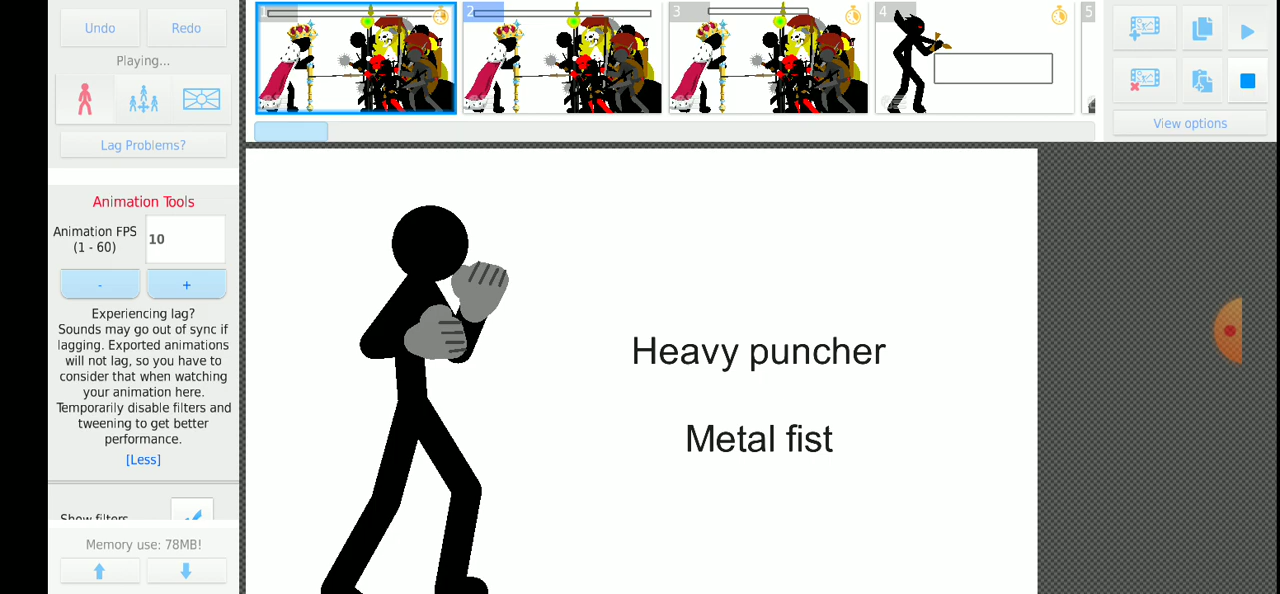 Undo
Redo
Playing...
Lag Problems?
Animation Tools
Animation FPS
(1 - 60)
10
-
+
Experiencing lag?
Sounds may go out of sync if
lagging. Exported animations
will not lag, so you have to
consider that when watching
your animation here.
Temporarily disable filters and
tweening to get better
performance.
[Less]
Show filters
Memory use: 78MB!
1
2
3
4
5
View options
Heavy puncher
Metal fist